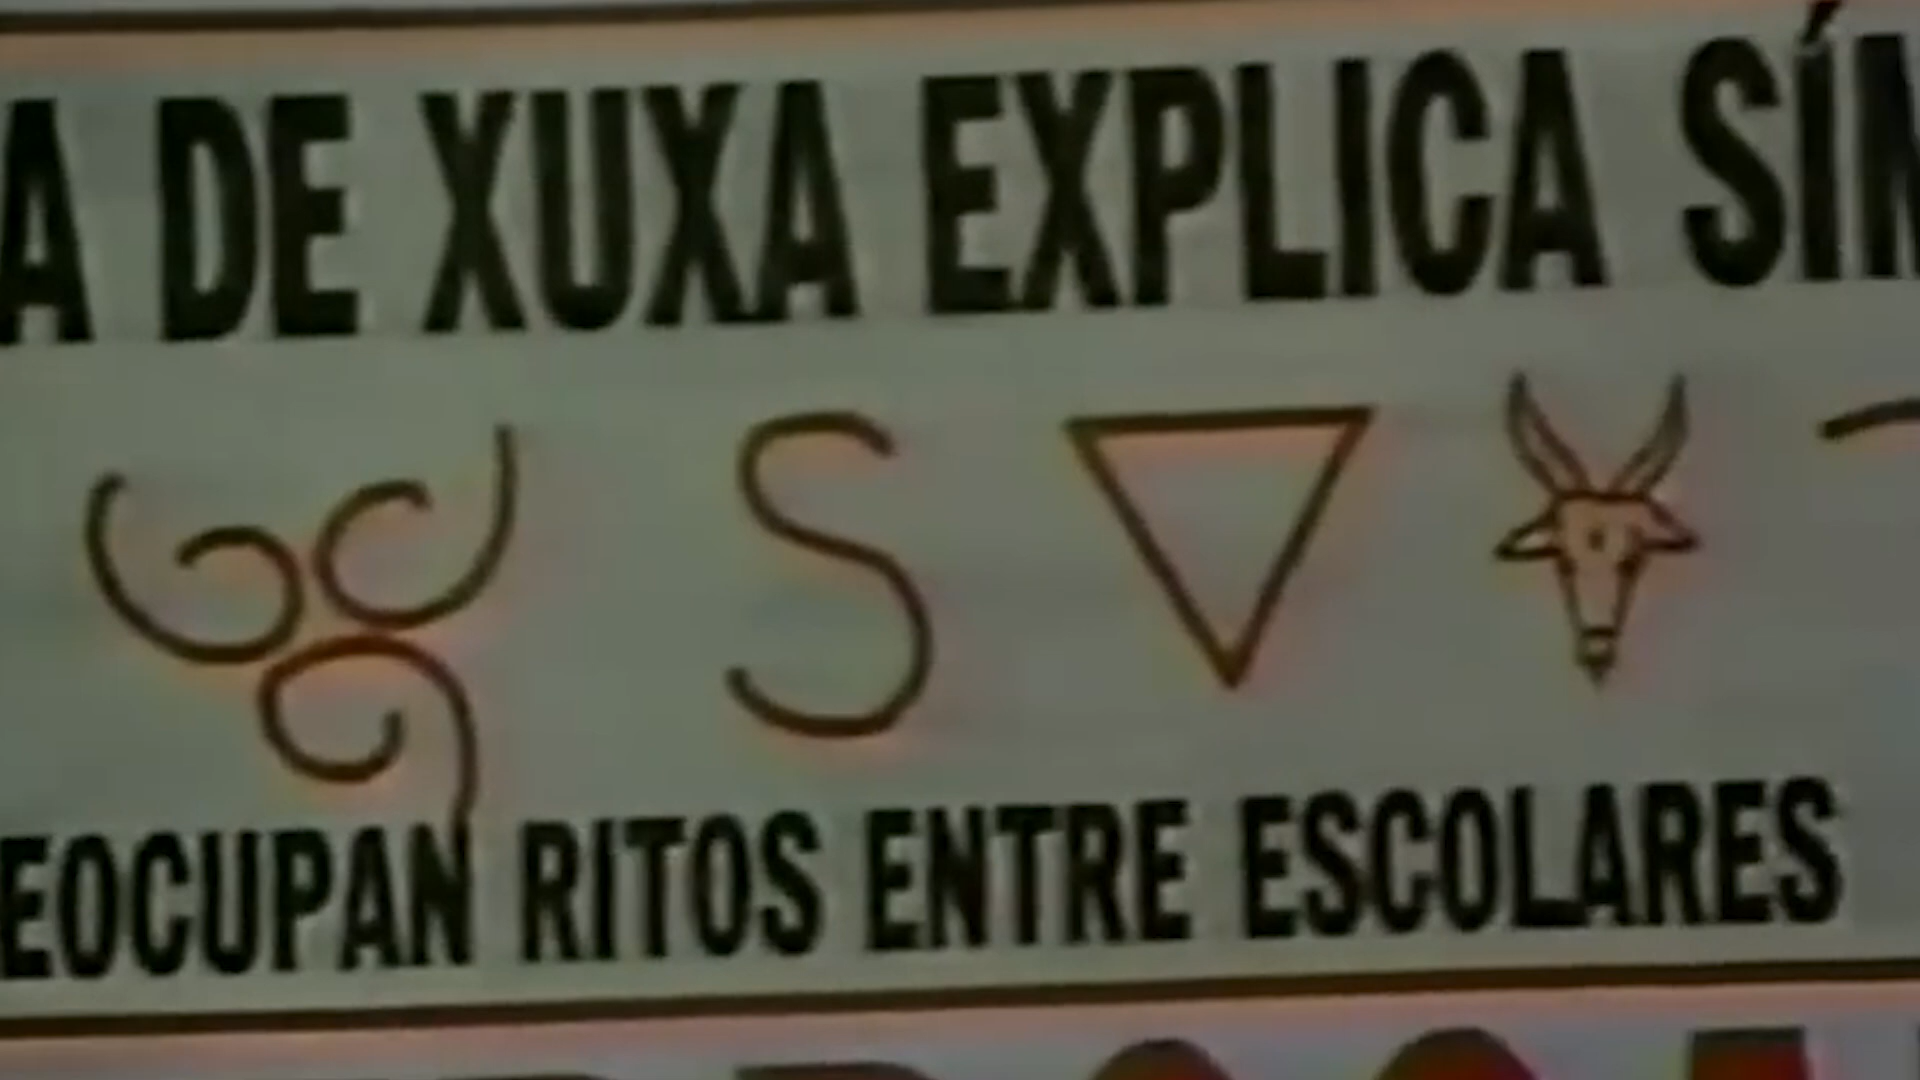 A DE XUXA EXPLICA SÍM
EOCUPAN RITOS ENTRE ESCOLARES